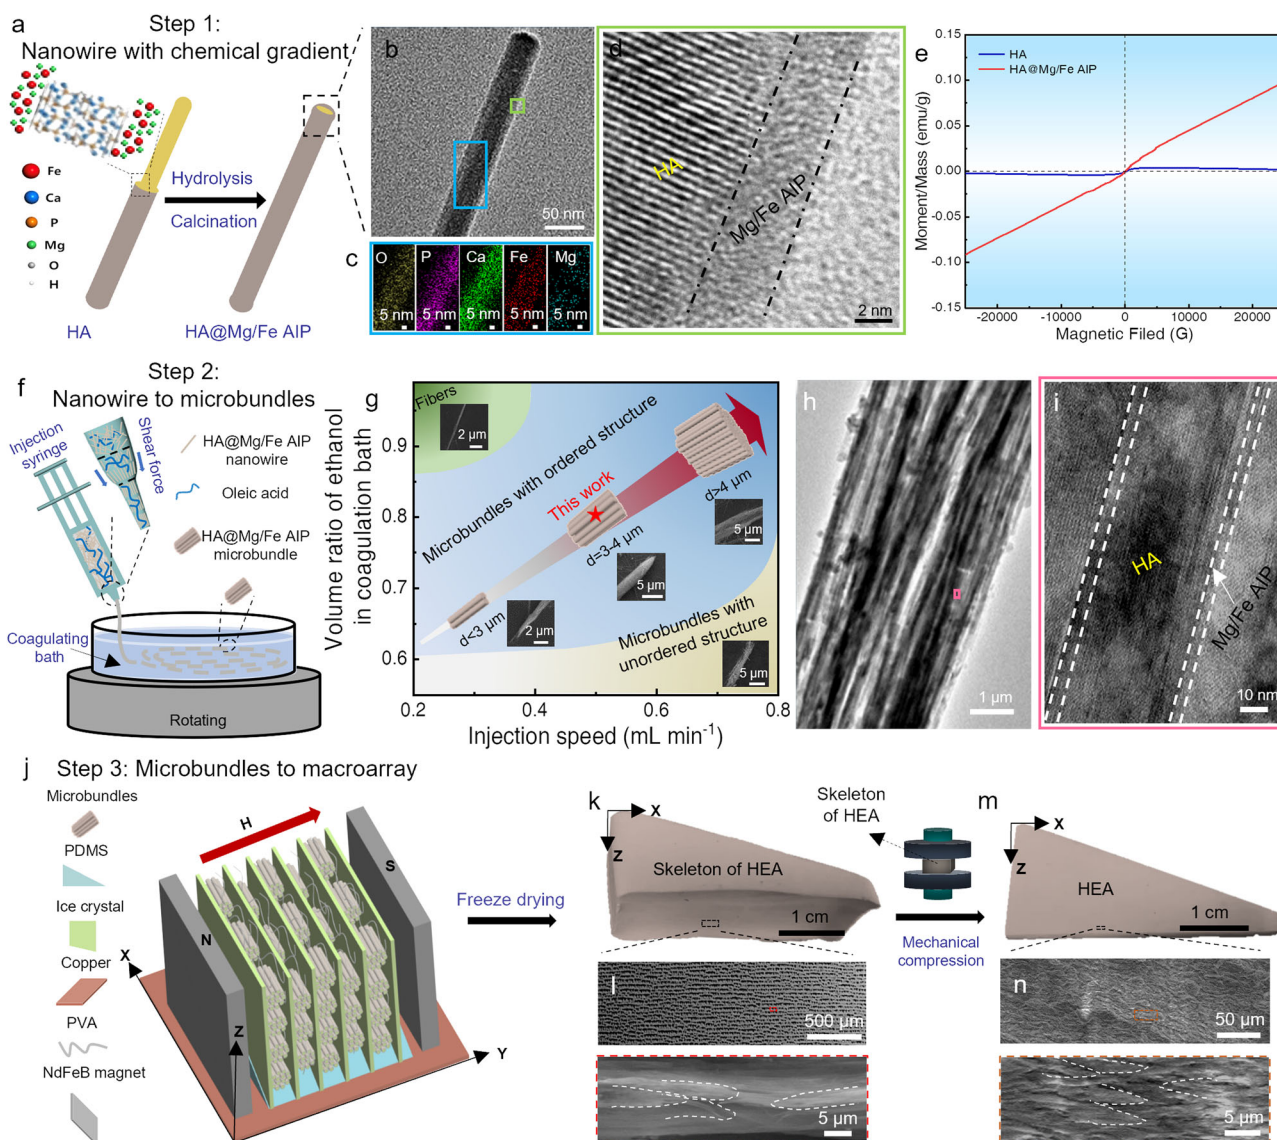 a
Step 1:
Nanowire with chemical gradient
Fe
Ca
P
Mg
O
H
Hydrolysis
Calcination
HA
HA@Mg/Fe AIP
b
50 nm
c
O
P
Ca
Fe
Mg
5 nm
5 nm
5 nm
5 nm
5 nm
d
HA
Mg/Fe AIP
2 nm
e
HA
HA@Mg/Fe AIP
Moment/Mass (emu/g)
0.15
0.10
0.05
0.00
-0.05
-0.10
-0.15
-20000
-10000
0
10000
20000
Magnetic Filed (G)
f
Step 2:
Nanowire to microbundles
Injection
syringe
Shear force
HA@Mg/Fe AIP
nanowire
Oleic acid
HA@Mg/Fe AIP
microbundle
Coagulating
bath
Rotating
g
Volume ratio of ethanol
in coagulation bath
0.9
0.8
0.7
0.6
0.2
0.4
0.6
0.8
Injection speed (mL min⁻¹)
Fibers
2 μm
Microbundles with ordered structure
This work
d>4 μm
5 μm
d=3-4 μm
5 μm
d<3 μm
2 μm
Microbundles with
unordered structure
5 μm
h
1 μm
i
HA
Mg/Fe AIP
10 nm
j
Step 3: Microbundles to macroarray
Microbundles
PDMS
Ice crystal
Copper
PVA
NdFeB magnet
H
N
S
X
Z
Y
Freeze drying
k
X
Z
Skeleton of HEA
1 cm
Skeleton
of HEA
Mechanical
compression
m
X
Z
HEA
1 cm
l
500 μm
5 μm
n
50 μm
5 μm